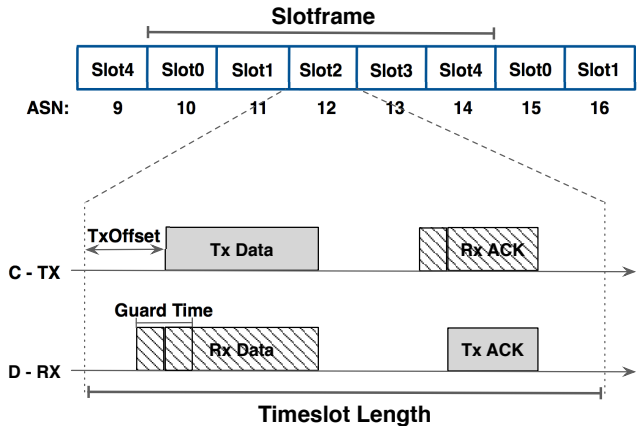 Slotframe
Slot4 Slot0 Slot1 Slot2 Slot3 Slot4 Slot0 Slot1
ASN: 9 10 11 12 13 14 15 16
TxOffset
Tx Data
Rx ACK
C - TX
Guard Time
Rx Data
Tx ACK
D - RX
Timeslot Length